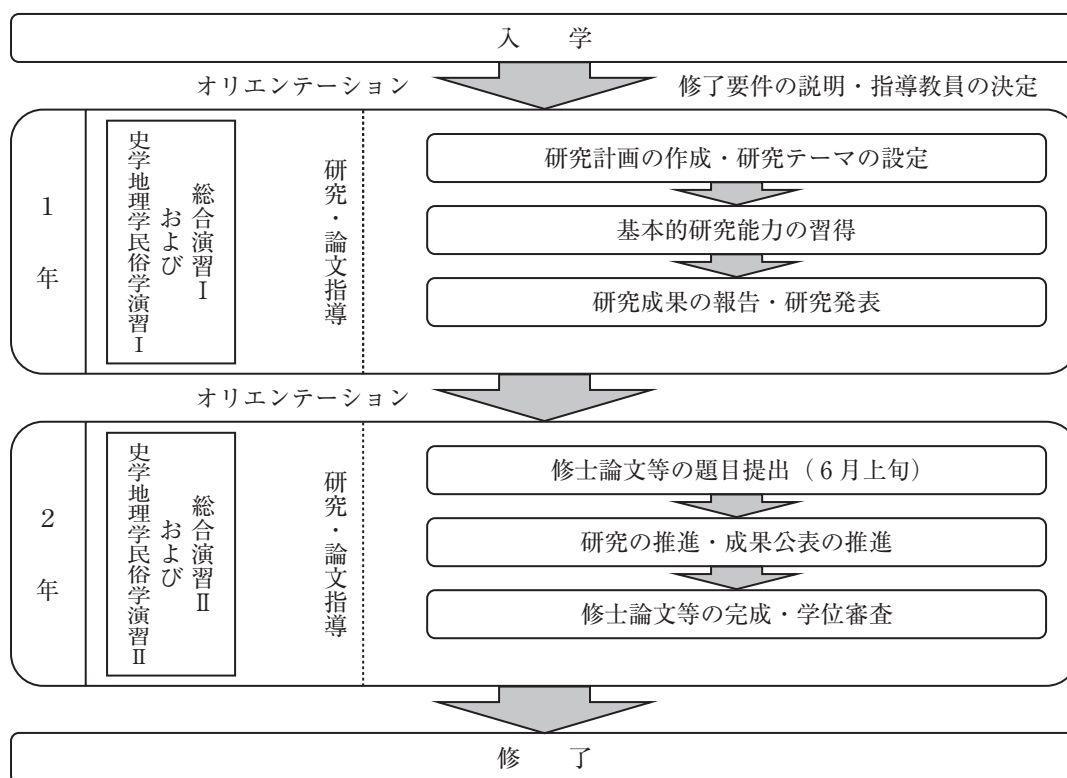 入　学
オリエンテーション
修了要件の説明・指導教員の決定
1年
総合演習Ⅰ
および
史学地理学民俗学演習Ⅰ
研究・論文指導
研究計画の作成・研究テーマの設定
基本的研究能力の習得
研究成果の報告・研究発表
オリエンテーション
2年
総合演習Ⅱ
および
史学地理学民俗学演習Ⅱ
研究・論文指導
修士論文等の題目提出（6月上旬）
研究の推進・成果公表の推進
修士論文等の完成・学位審査
修　了